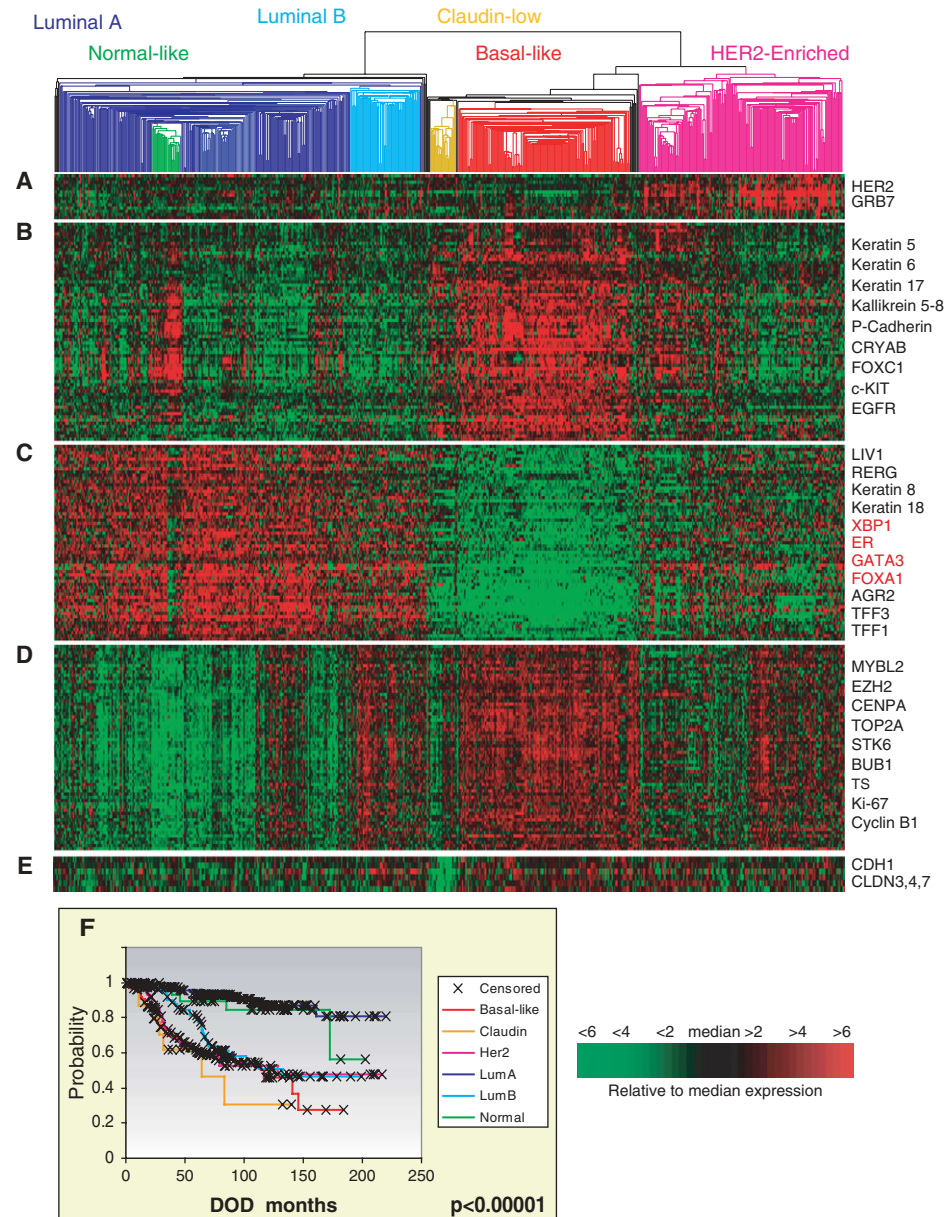 Luminal A
Luminal B
Claudin-low
Normal-like
Basal-like
HER2-Enriched
A
HER2
GRB7
B
Keratin 5
Keratin 6
Keratin 17
Kallikrein 5-8
P-Cadherin
CRYAB
FOXC1
c-KIT
EGFR
C
LIV1
RERG
Keratin 8
Keratin 18
XBP1
ER
GATA3
FOXA1
AGR2
TFF3
TFF1
D
MYBL2
EZH2
CENPA
TOP2A
STK6
BUB1
TS
Ki-67
Cyclin B1
E
CDH1
CLDN3,4,7
F
Probability
1
0.8
0.6
0.4
0.2
0
0 50 100 150 200 250
DOD months
p<0.00001
Censored
Basal-like
Claudin
Her2
LumA
LumB
Normal
<6 <4 <2 median >2 >4 >6
Relative to median expression